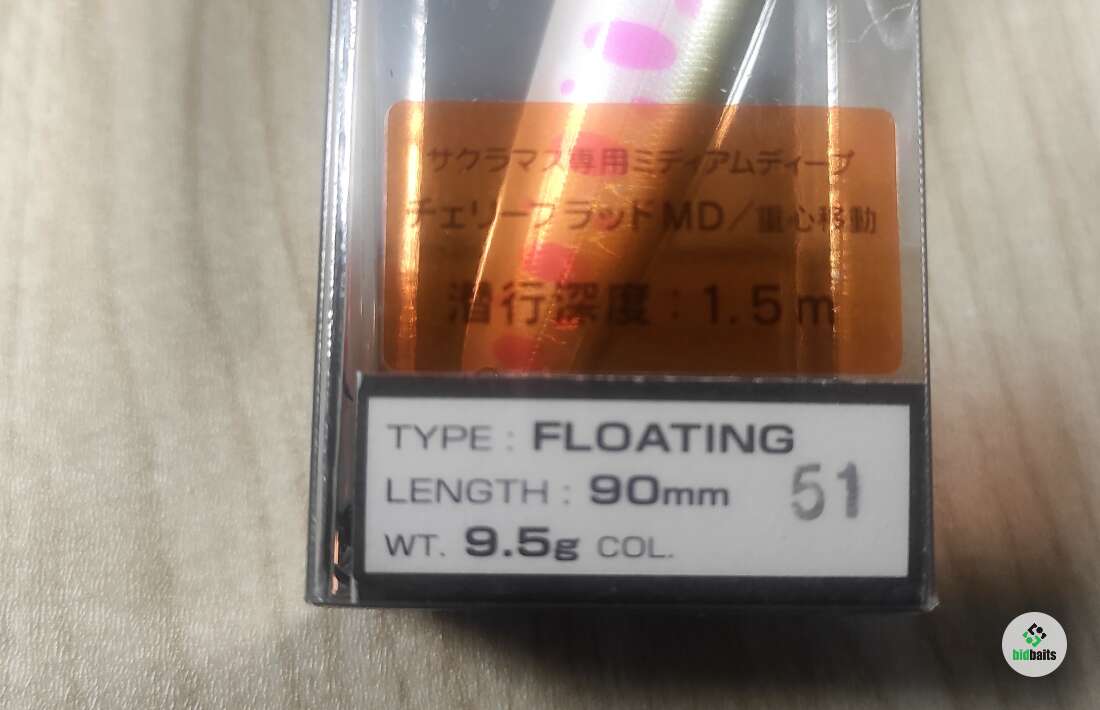 サクラマス専用ミディアムディープ
チェリーブラッドMD/重心移動
潜行深度:1.5m
TYPE : FLOATING
LENGTH : 90mm
51
WT. 9.5g COL.
bidbaits